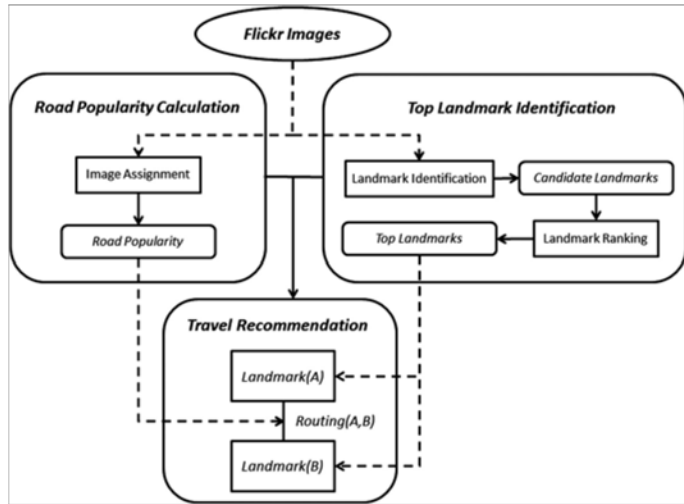 Flickr Images
Road Popularity Calculation
Top Landmark Identification
Image Assignment
Landmark Identification
Candidate Landmarks
Road Popularity
Top Landmarks
Landmark Ranking
Travel Recommendation
Landmark(A)
Routing(A,B)
Landmark(B)